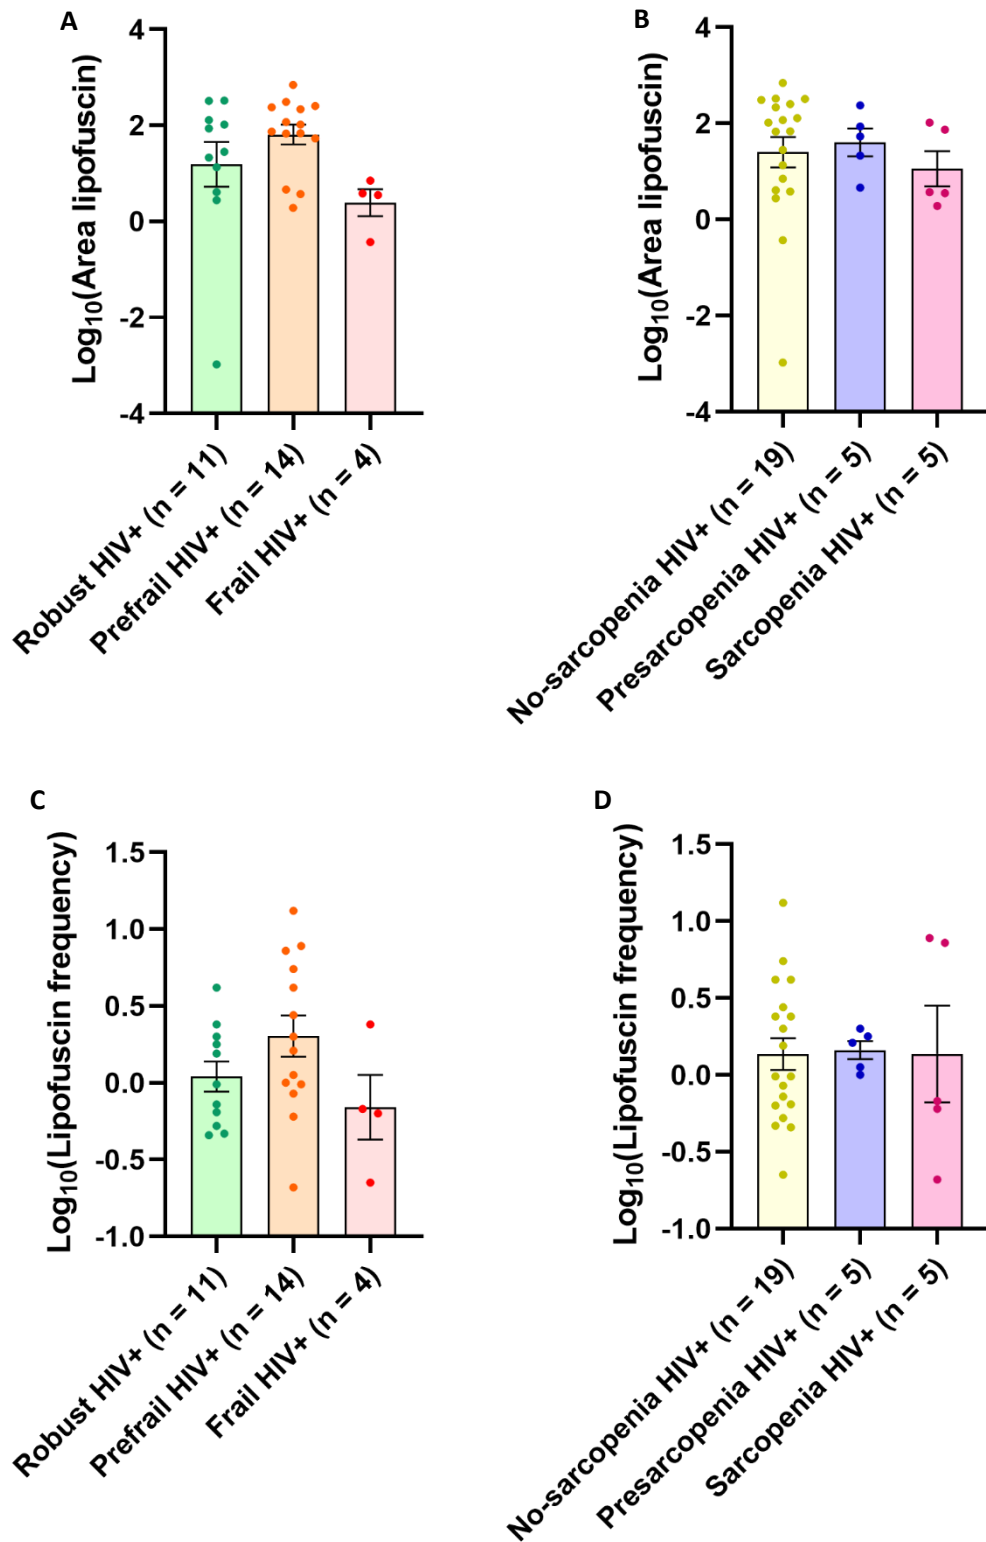 A
Log10(Area lipofuscin)
4
2
0
-2
-4
Robust HIV+ (n = 11)
Prefrail HIV+ (n = 14)
Frail HIV+ (n = 4)
B
Log10(Area lipofuscin)
4
2
0
-2
-4
No-sarcopenia HIV+ (n = 19)
Presarcopenia HIV+ (n = 5)
Sarcopenia HIV+ (n = 5)
C
Log10(Lipofuscin frequency)
1.5
1.0
0.5
0.0
-0.5
-1.0
Robust HIV+ (n = 11)
Prefrail HIV+ (n = 14)
Frail HIV+ (n = 4)
D
Log10(Lipofuscin frequency)
1.5
1.0
0.5
0.0
-0.5
-1.0
No-sarcopenia HIV+ (n = 19)
Presarcopenia HIV+ (n = 5)
Sarcopenia HIV+ (n = 5)